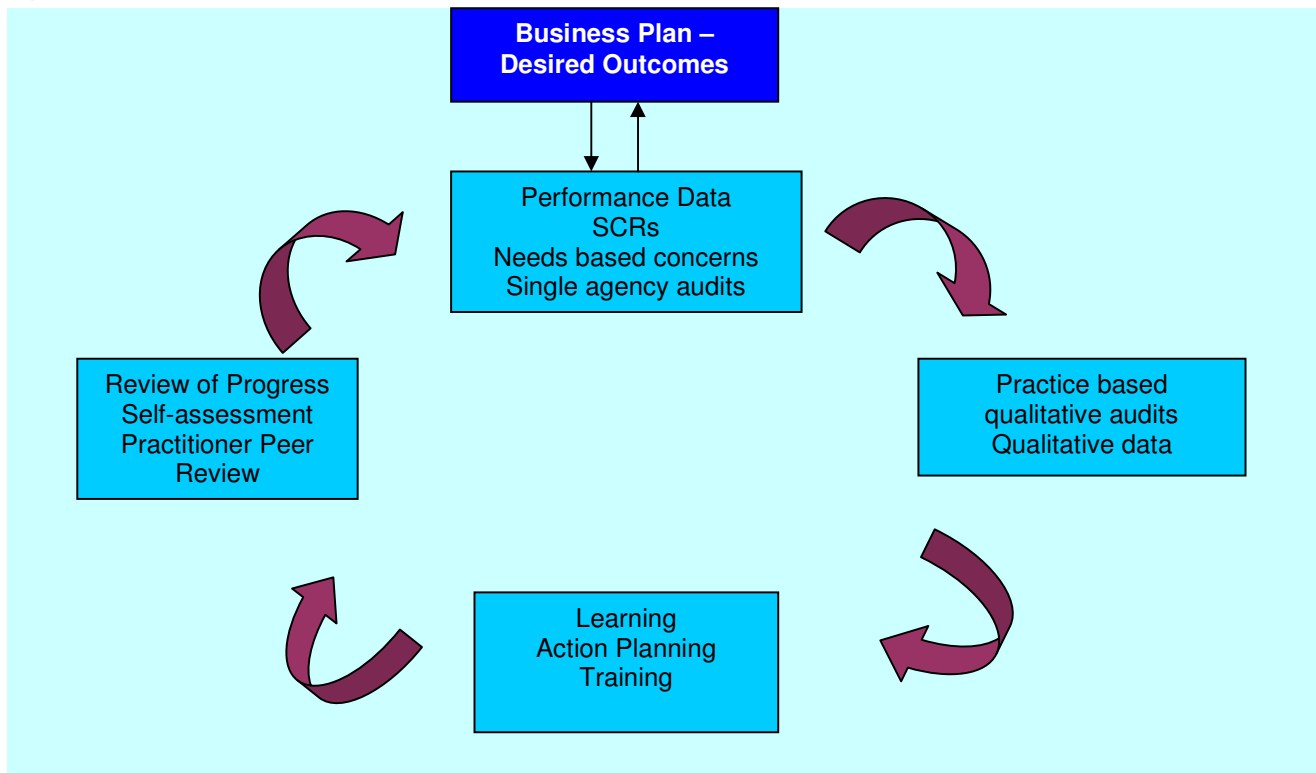 Business Plan –
Desired Outcomes
Performance Data
SCRs
Needs based concerns
Single agency audits
Practice based
qualitative audits
Qualitative data
Learning
Action Planning
Training
Review of Progress
Self-assessment
Practitioner Peer
Review